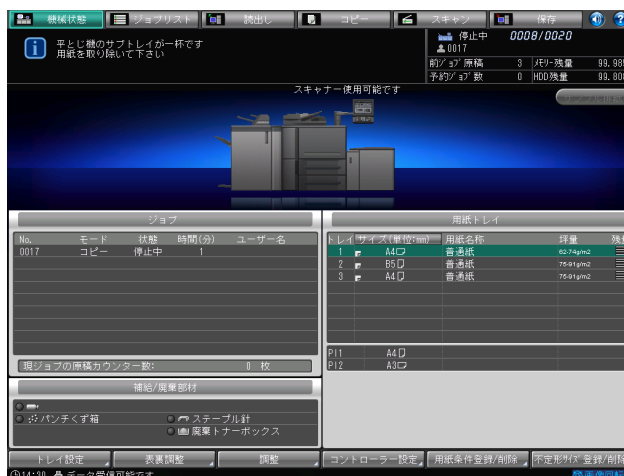 機械状態 ジョブリスト 読出し コピー スキャン 保存
平とじ機のサブトレイが一杯です
用紙を取り除いて下さい
停止中 0008/0020
0017
前ジョブ原稿 3 メモリー残量 99.98
予約ジョブ数 0 HDD残量 99.80
スキャナー使用可能です
ジョブ
No. モード 状態 時間(分) ユーザー名
0017 コピー 停止中 1
現ジョブの原稿カウンター数: 0 枚
用紙トレイ
トレイ サイズ(単位:mm) 用紙名称 坪量 残
1 A4 普通紙 62-74g/m2
2 B5 普通紙 75-91g/m2
3 A4 普通紙 75-91g/m2
PI1 A4
PI2 A3
補給/廃棄部材
パンチくず箱 ステープル針
廃棄トナーボックス
トレイ設定 表裏調整 調整 コントローラー設定 用紙条件登録/削除 不定形サイズ登録/削除
14:30 データ受信可能です 画像回転